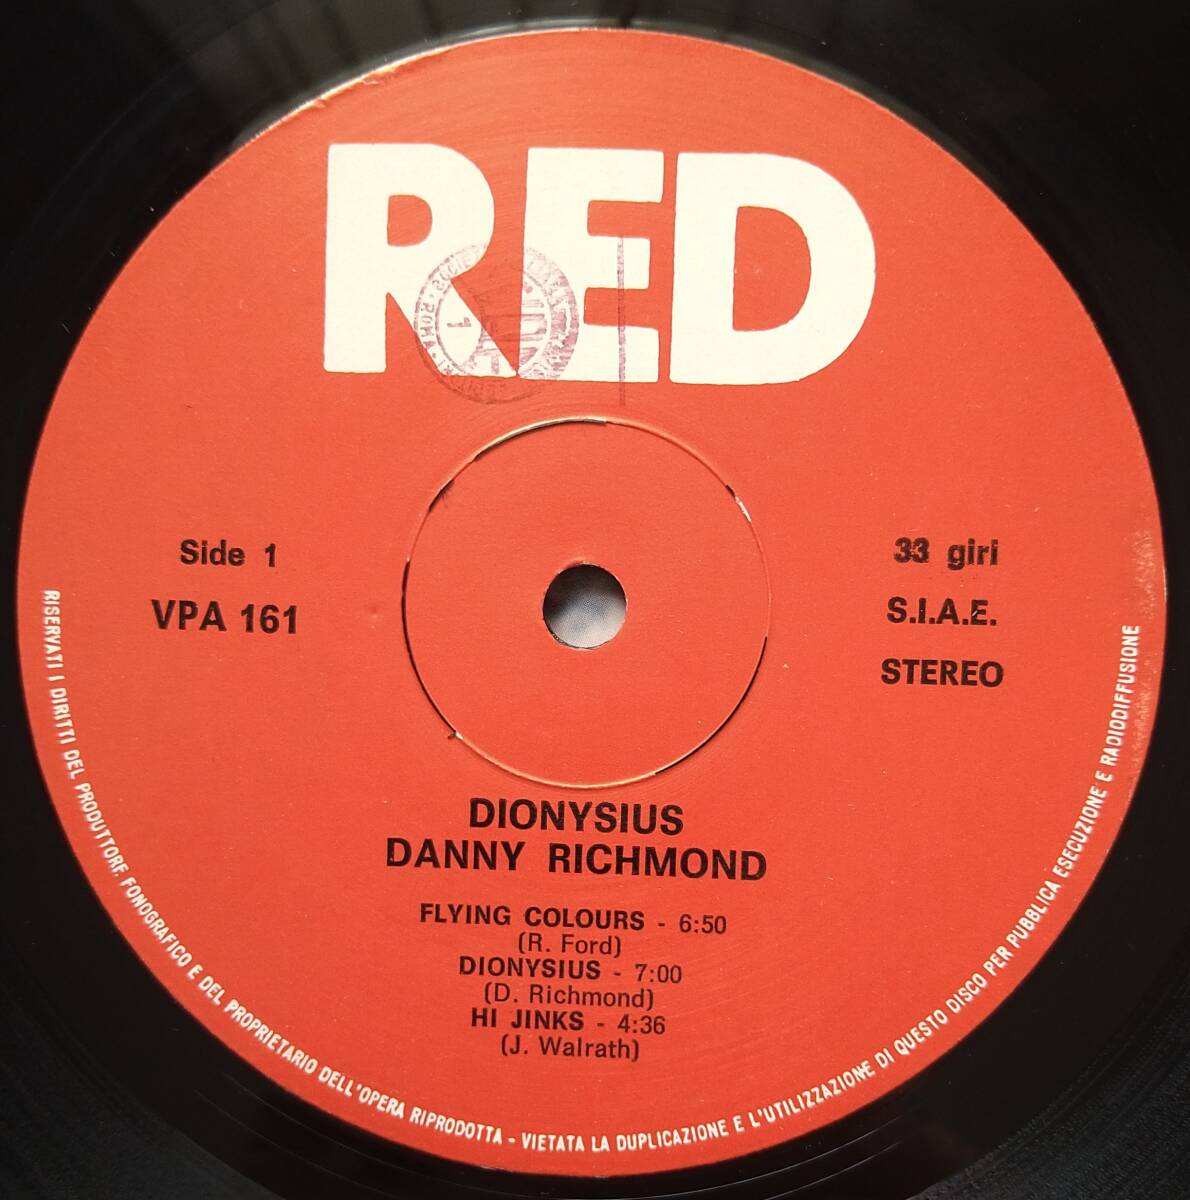 RED
Side 1
VPA 161
33 giri
S.I.A.E.
STEREO
DIONYSIUS
DANNY RICHMOND
FLYING COLOURS - 6:50
(R. Ford)
DIONYSIUS - 7:00
(D. Richmond)
HI JINKS - 4:36
(J. Walrath)
RISERVATI I DIRITTI DEL PRODUTTORE FONOGRAFICO E DEL PROPRIETARIO DELL'OPERA RIPRODOTTA - VIETATA LA DUPLICAZIONE E L'UTILIZZAZIONE DI QUESTO DISCO PER PUBBLICA ESECUZIONE E RADIODIFFUSIONE
ROMA